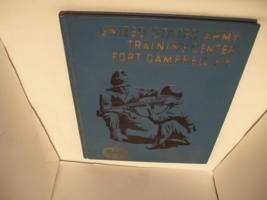 UNITED STATES ARMY
TRAINING CENTER
FORT CAMPBELL, KY.